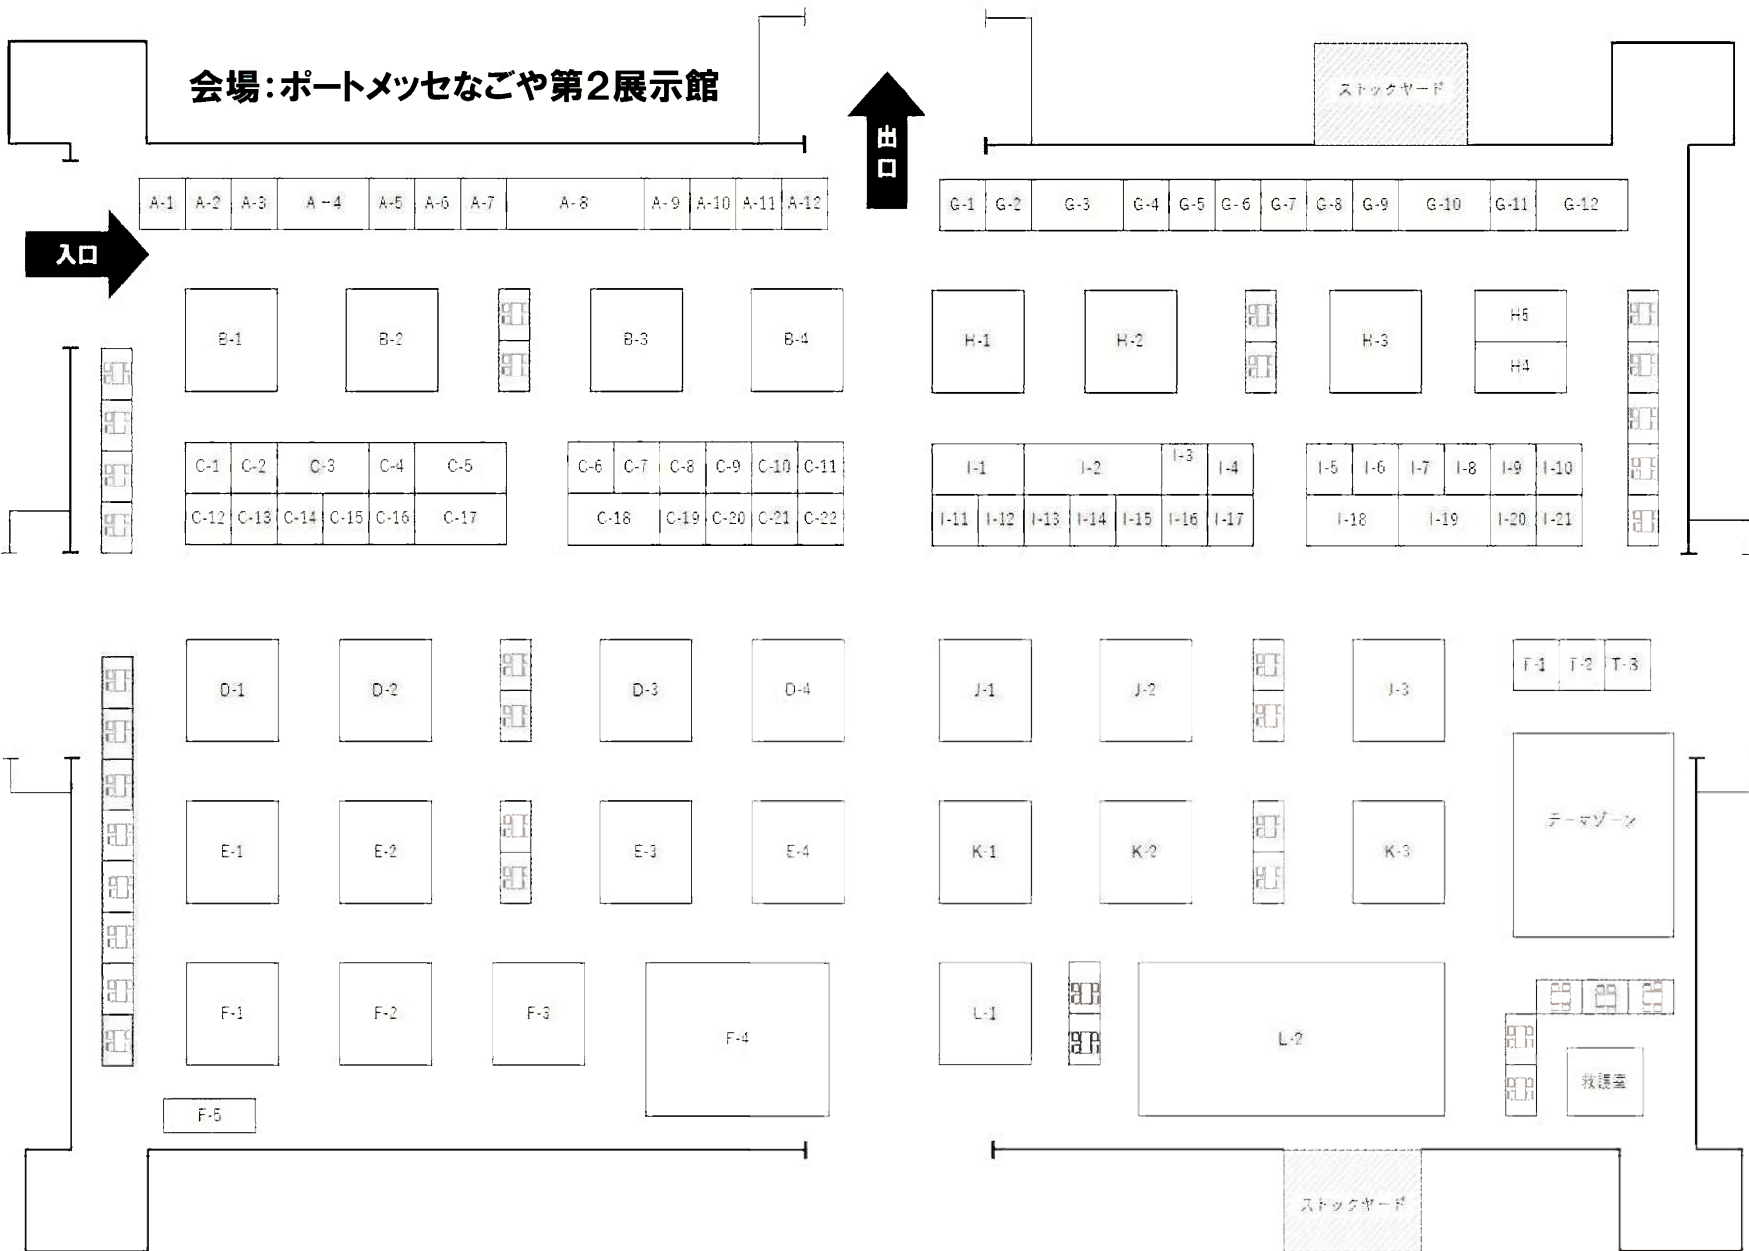 会場：ポートメッセなごや第2展示館
ストックヤード
出口
A-1 A-2 A-3 A-4 A-5 A-6 A-7 A-8 A-9 A-10 A-11 A-12
G-1 G-2 G-3 G-4 G-5 G-6 G-7 G-8 G-9 G-10 G-11 G-12
入口
B-1 B-2 B-3 B-4
H-1 H-2 H-3
H5
H4
C-1 C-2 C-3 C-4 C-5 C-6 C-7 C-8 C-9 C-10 C-11
I-1 I-2 I-3 I-4 I-5 I-6 I-7 I-8 I-9 I-10
C-12 C-13 C-14 C-15 C-16 C-17 C-18 C-19 C-20 C-21 C-22
I-11 I-12 I-13 I-14 I-15 I-16 I-17 I-18 I-19 I-20 I-21
D-1 D-2 D-3 D-4
J-1 J-2 J-3
T-1 T-2 T-3
テーマゾーン
E-1 E-2 E-3 E-4
K-1 K-2 K-3
F-1 F-2 F-3 F-4
L-1 L-2
救護室
F-5
ストックヤード